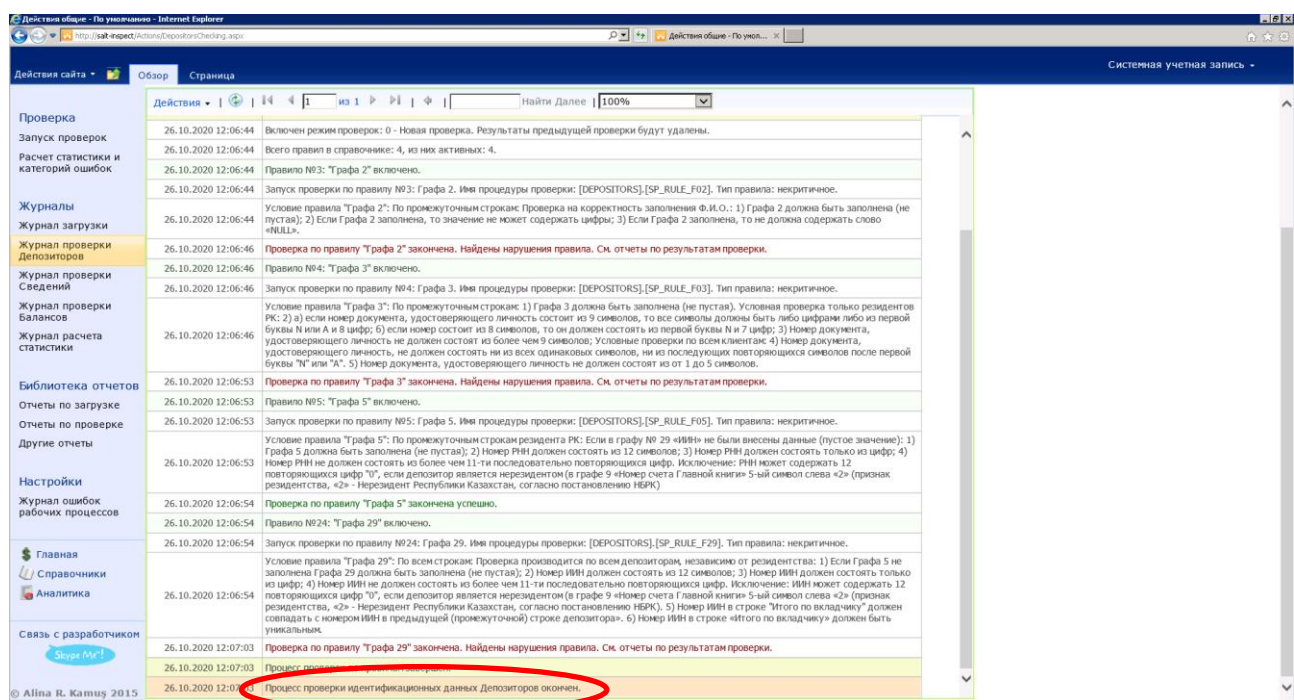 Действия общие - По умолчанию - Internet Explorer
http://salt-inspect/Actions/DepositorsChecking.aspx
Действия общие - По умол...
Действия сайта
Обзор
Страница
Системная учетная запись
Действия
1
из 1
Найти Далее
100%
Проверка
Запуск проверок
Расчет статистики и
категорий ошибок
Журналы
Журнал загрузки
Журнал проверки
Депозиторов
Журнал проверки
Сведений
Журнал проверки
Балансов
Журнал расчета
статистики
Библиотека отчетов
Отчеты по загрузке
Отчеты по проверке
Другие отчеты
Настройки
Журнал ошибок
рабочих процессов
Главная
Справочники
Аналитика
Связь с разработчиком
Skype Me!
© Alina R. Kamuş 2015
26.10.2020 12:06:44 Включен режим проверок: 0 - Новая проверка. Результаты предыдущей проверки будут удалены.
26.10.2020 12:06:44 Всего правил в справочнике: 4, из них активных: 4.
26.10.2020 12:06:44 Правило №3: "Графа 2" включено.
26.10.2020 12:06:44 Запуск проверки по правилу №3: Графа 2. Имя процедуры проверки: [DEPOSITORS].[SP_RULE_F02]. Тип правила: некритичное.
Условие правила "Графа 2": По промежуточным строкам: Проверка на корректность заполнения Ф.И.О.: 1) Графа 2 должна быть заполнена (не
26.10.2020 12:06:44 пустая); 2) Если Графа 2 заполнена, то значение не может содержать цифры; 3) Если Графа 2 заполнена, то не должна содержать слово
«NULL».
26.10.2020 12:06:46 Проверка по правилу "Графа 2" закончена. Найдены нарушения правила. См. отчеты по результатам проверки.
26.10.2020 12:06:46 Правило №4: "Графа 3" включено.
26.10.2020 12:06:46 Запуск проверки по правилу №4: Графа 3. Имя процедуры проверки: [DEPOSITORS].[SP_RULE_F03]. Тип правила: некритичное.
Условие правила "Графа 3": По промежуточным строкам: 1) Графа 3 должна быть заполнена (не пустая). Условная проверка только резидентов
РК: 2) а) если номер документа, удостоверяющего личность состоит из 9 символов, то все символы должны быть либо цифрами либо из первой
26.10.2020 12:06:46 буквы N или A и 8 цифр; б) если номер состоит из 8 символов, то он должен состоять из первой буквы N и 7 цифр; 3) Номер документа,
удостоверяющего личность не должен состоять из более чем 9 символов; Условные проверки по всем клиентам: 4) Номер документа,
удостоверяющего личность, не должен состоять ни из всех одинаковых символов, ни из последующих повторяющихся символов после первой
буквы "N" или "A". 5) Номер документа, удостоверяющего личность не должен состоят из от 1 до 5 символов.
26.10.2020 12:06:53 Проверка по правилу "Графа 3" закончена. Найдены нарушения правила. См. отчеты по результатам проверки.
26.10.2020 12:06:53 Правило №5: "Графа 5" включено.
26.10.2020 12:06:53 Запуск проверки по правилу №5: Графа 5. Имя процедуры проверки: [DEPOSITORS].[SP_RULE_F05]. Тип правила: некритичное.
Условие правила "Графа 5": По промежуточным строкам резидента РК: Если в графу № 29 «ИИН» не были внесены данные (пустое значение): 1)
Графа 5 должна быть заполнена (не пустая); 2) Номер РНН должен состоять из 12 символов; 3) Номер РНН должен состоять только из цифр; 4)
26.10.2020 12:06:53 Номер РНН не должен состоять из более чем 11-ти последовательно повторяющихся цифр. Исключение: РНН может содержать 12
повторяющихся цифр "0", если депозитор является нерезидентом (в графе 9 «Номер счета Главной книги» 5-ый символ слева «2» (признак
резидентства, «2» - Нерезидент Республики Казахстан, согласно постановлению НБРК)
26.10.2020 12:06:54 Проверка по правилу "Графа 5" закончена успешно.
26.10.2020 12:06:54 Правило №24: "Графа 29" включено.
26.10.2020 12:06:54 Запуск проверки по правилу №24: Графа 29. Имя процедуры проверки: [DEPOSITORS].[SP_RULE_F29]. Тип правила: некритичное.
Условие правила "Графа 29": По всем строкам: Проверка производится по всем депозиторам, независимо от резидентства: 1) Если Графа 5 не
заполнена Графа 29 должна быть заполнена (не пустая); 2) Номер ИИН должен состоять из 12 символов; 3) Номер ИИН должен состоять только
из цифр; 4) Номер ИИН не должен состоять из более чем 11-ти последовательно повторяющихся цифр. Исключение: ИИН может содержать 12
26.10.2020 12:06:54 повторяющихся цифр "0", если депозитор является нерезидентом (в графе 9 «Номер счета Главной книги» 5-ый символ слева «2» (признак
резидентства, «2» - Нерезидент Республики Казахстан, согласно постановлению НБРК). 5) Номер ИИН в строке "Итого по вкладчику" должен
совпадать с номером ИИН в предыдущей (промежуточной) строке депозитора». 6) Номер ИИН в строке «Итого по вкладчику» должен быть
уникальным.
26.10.2020 12:07:03 Проверка по правилу "Графа 29" закончена. Найдены нарушения правила. См. отчеты по результатам проверки.
26.10.2020 12:07:03 Процесс
26.10.2020 Процесс проверки идентификационных данных Депозиторов окончен.